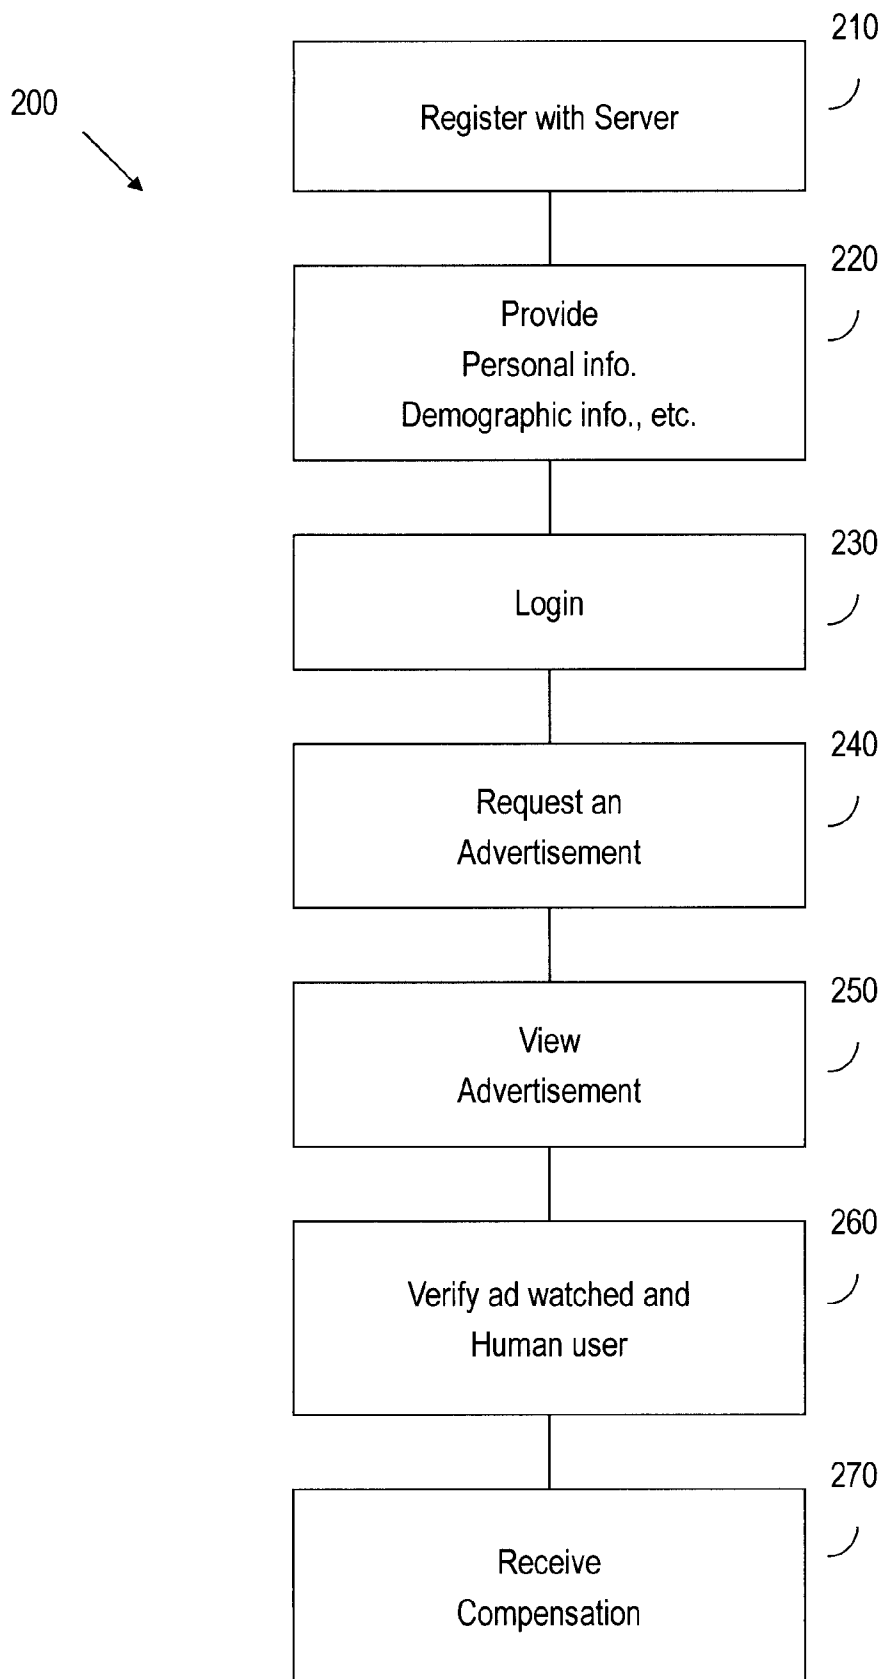 210
200
Register with Server
220
Provide
Personal info.
Demographic info., etc.
230
Login
240
Request an
Advertisement
250
View
Advertisement
260
Verify ad watched and
Human user
270
Receive
Compensation